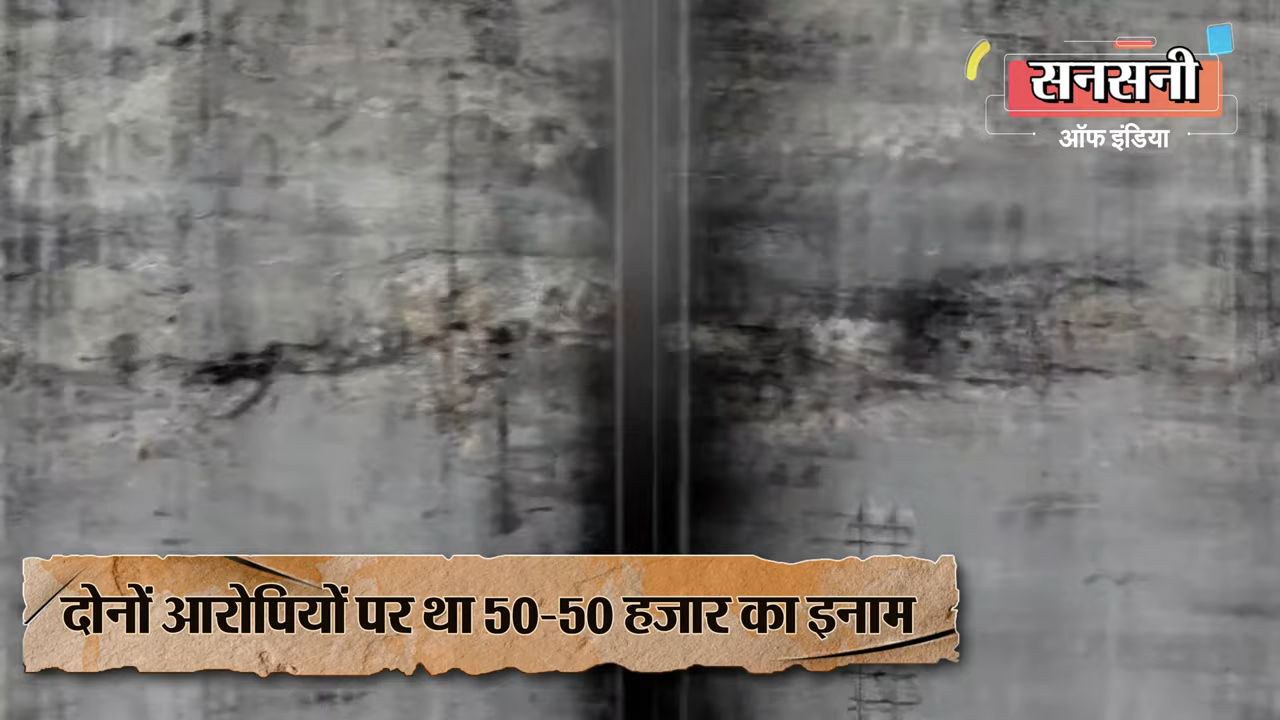 सनसनी
ऑफ इंडिया
दोनों आरोपियों पर था 50-50 हजार का इनाम